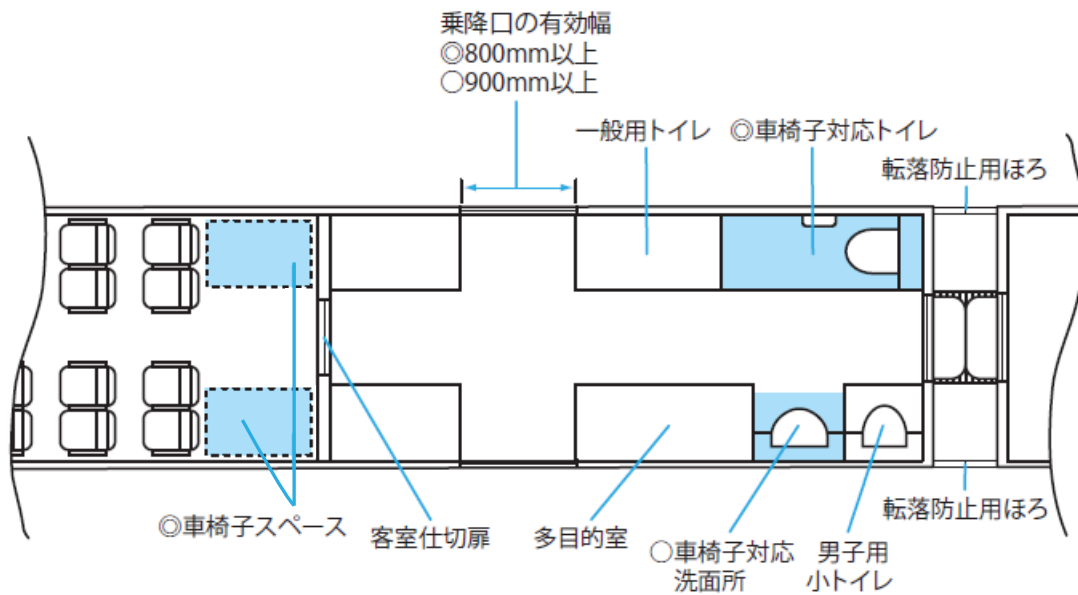 乗降口の有効幅
◎800mm以上
○900mm以上
一般用トイレ
◎車椅子対応トイレ
転落防止用ほろ
◎車椅子スペース
客室仕切扉
多目的室
○車椅子対応
洗面所
男子用
小トイレ
転落防止用ほろ